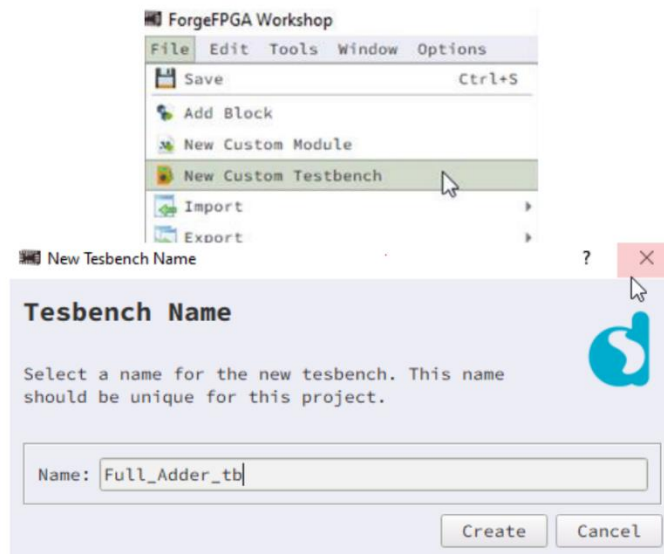 ForgeFPGA Workshop
File Edit Tools Window Options
Save Ctrl+S
Add Block
New Custom Module
New Custom Testbench
Import
Export
New Tesbench Name ?
Tesbench Name
Select a name for the new tesbench. This name
should be unique for this project.
Name: Full_Adder_tb
Create Cancel